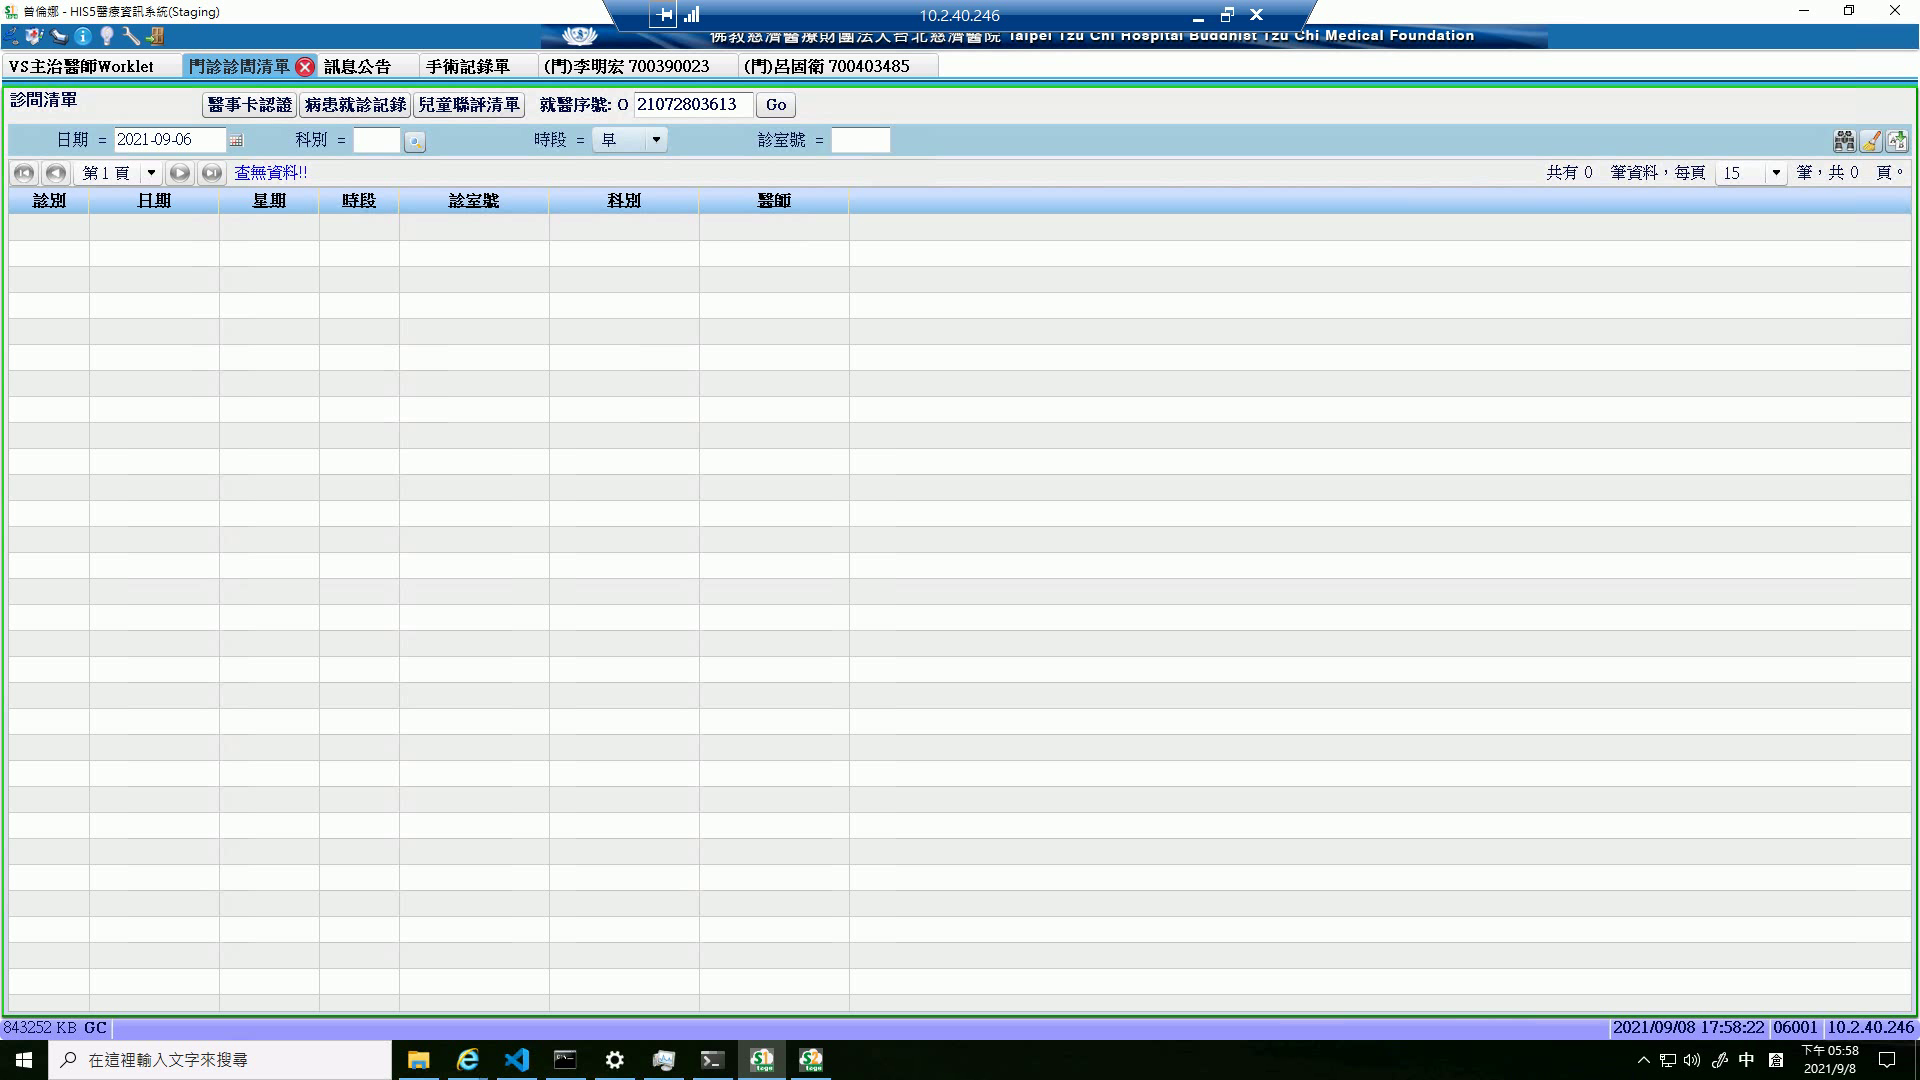 曾倫娜 - HIS5醫療資訊系統(Staging)
10.2.40.246
佛教慈濟醫療財團法人台北慈濟醫院 Taipei Tzu Chi Hospital Buddhist Tzu Chi Medical Foundation
VS主治醫師Worklet 門診診間清單 訊息公告 手術記錄單 (門)李明宏 700390023 (門)呂固衛 700403485
診間清單 醫事卡認證 病患就診記錄 兒童聯評清單 就醫序號: O 21072803613 Go
日期 = 2021-09-06 科別 = 時段 = 早 診室號 =
第 1 頁 查無資料!! 共有 0 筆資料,每頁 15 筆,共 0 頁。
診別 日期 星期 時段 診室號 科別 醫師
843252 KB GC 2021/09/08 17:58:22 06001 10.2.40.246
在這裡輸入文字來搜尋 中 倉 下午 05:58
2021/9/8